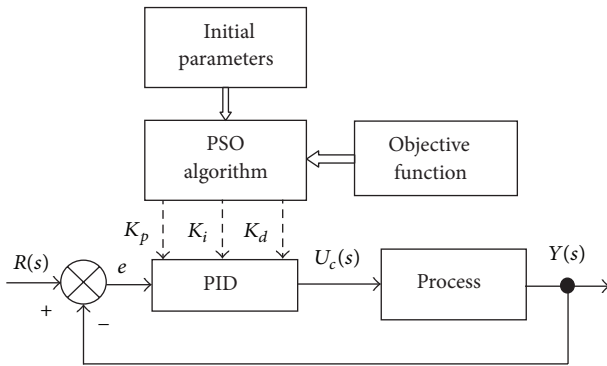 Initial
parameters
PSO
algorithm
Objective
function
K_p
K_i
K_d
R(s)
e
PID
U_c(s)
Process
Y(s)
+
−